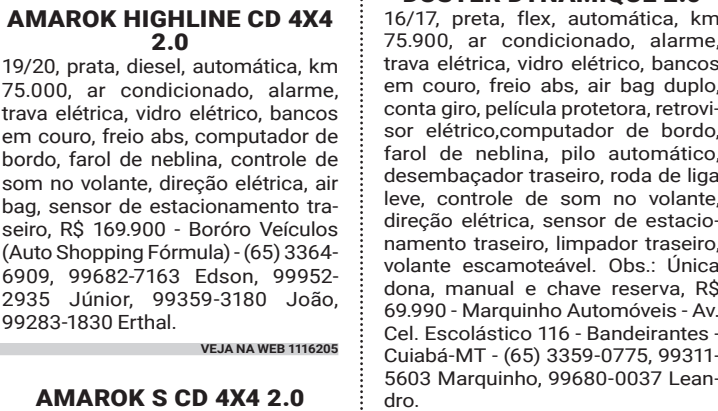 AMAROK HIGHLINE CD 4X4
2.0
19/20, prata, diesel, automática, km
75.000, ar condicionado, alarme,
trava elétrica, vidro elétrico, bancos
em couro, freio abs, computador de
bordo, farol de neblina, controle de
som no volante, direção elétrica, air
bag, sensor de estacionamento tra-
seiro, R$ 169.900 - Boróro Veículos
(Auto Shopping Fórmula) - (65) 3364-
6909, 99682-7163 Edson, 99952-
2935 Júnior, 99359-3180 João,
99283-1830 Erthal.
VEJA NA WEB 1116205
AMAROK S CD 4X4 2.0
DUSTER DYNAMIQUE 2.0
16/17, preta, flex, automática, km
75.900, ar condicionado, alarme,
trava elétrica, vidro elétrico, bancos
em couro, freio abs, air bag duplo,
conta giro, película protetora, retrovi-
sor elétrico,computador de bordo,
farol de neblina, pilo automático,
desembaçador traseiro, roda de liga
leve, controle de som no volante,
direção elétrica, sensor de estacio-
namento traseiro, limpador traseiro,
volante escamoteável. Obs.: Única
dona, manual e chave reserva, R$
69.990 - Marquinho Automóveis - Av.
Cel. Escolástico 116 - Bandeirantes -
Cuiabá-MT - (65) 3359-0775, 99311-
5603 Marquinho, 99680-0037 Lean-
dro.